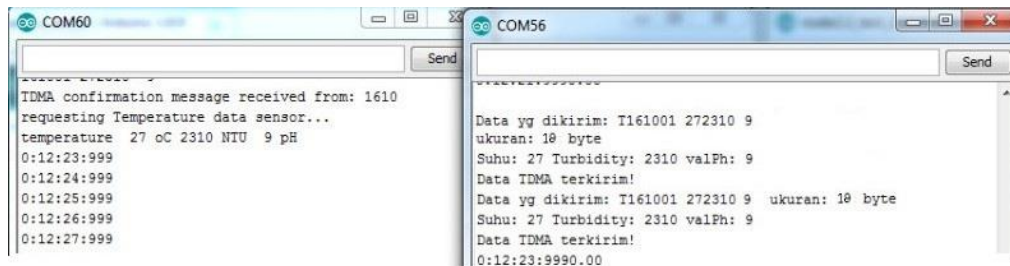 COM60
Send
TDMA confirmation message received from: 1610
requesting Temperature data sensor...
temperature 27 oC 2310 NTU 9 pH
0:12:23:999
0:12:24:999
0:12:25:999
0:12:26:999
0:12:27:999
COM56
Send
Data yg dikirim: T161001 272310 9
ukuran: 18 byte
Suhu: 27 Turbidity: 2310 valPh: 9
Data TDMA terkirim!
Data yg dikirim: T161001 272310 9 ukuran: 18 byte
Suhu: 27 Turbidity: 2310 valPh: 9
Data TDMA terkirim!
0:12:23:9990.00